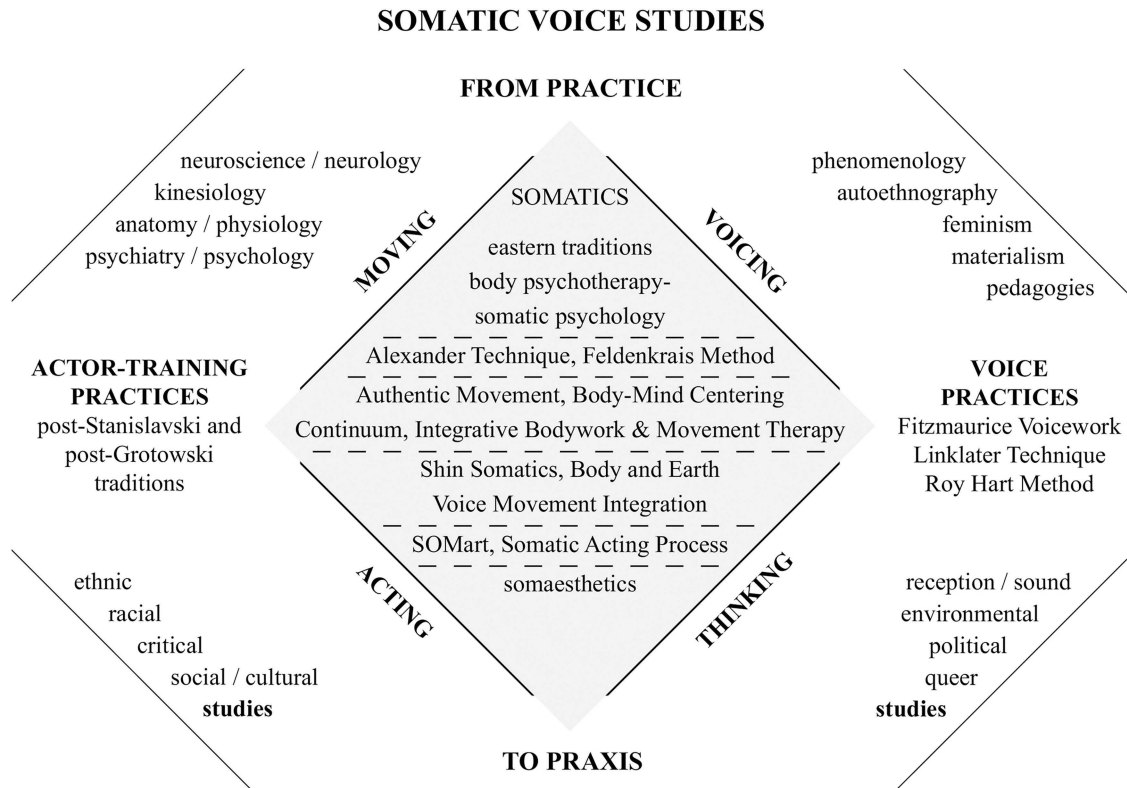 SOMATIC VOICE STUDIES
FROM PRACTICE
neuroscience / neurology
kinesiology
anatomy / physiology
psychiatry / psychology
MOVING
SOMATICS
eastern traditions
body psychotherapy-
somatic psychology
VOICING
phenomenology
autoethnography
feminism
materialism
pedagogies
ACTOR-TRAINING
PRACTICES
post-Stanislavski and
post-Grotowski
traditions
Alexander Technique, Feldenkrais Method
Authentic Movement, Body-Mind Centering
Continuum, Integrative Bodywork & Movement Therapy
Shin Somatics, Body and Earth
Voice Movement Integration
SOMart, Somatic Acting Process
somaesthetics
VOICE
PRACTICES
Fitzmaurice Voicework
Linklater Technique
Roy Hart Method
ethnic
racial
critical
social / cultural
studies
ACTING
THINKING
reception / sound
environmental
political
queer
studies
TO PRAXIS